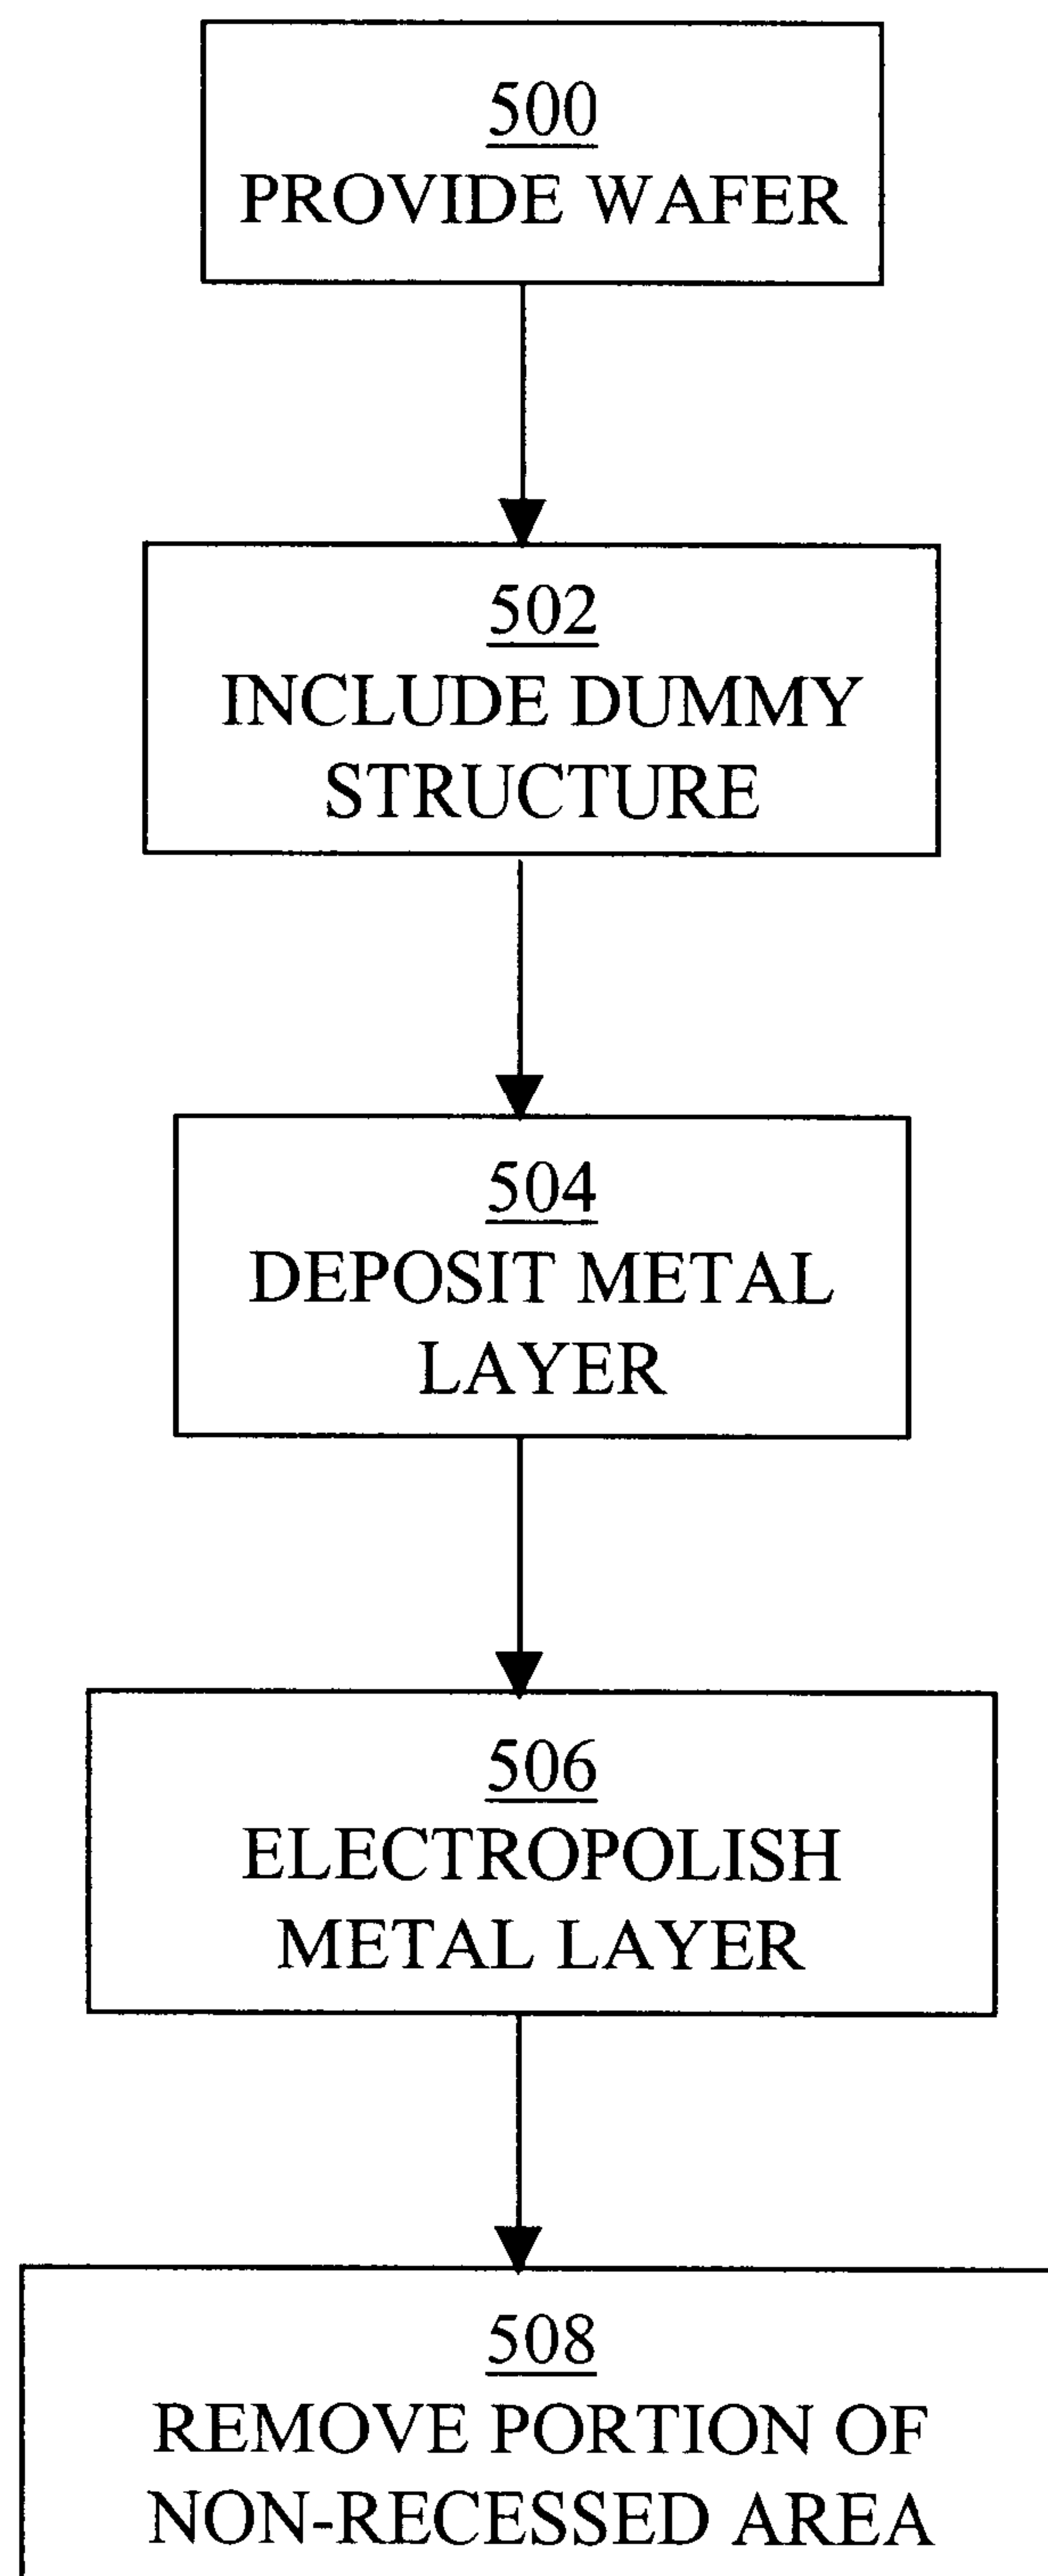 500
PROVIDE WAFER
502
INCLUDE DUMMY
STRUCTURE
504
DEPOSIT METAL
LAYER
506
ELECTROPOLISH
METAL LAYER
508
REMOVE PORTION OF
NON-RECESSED AREA